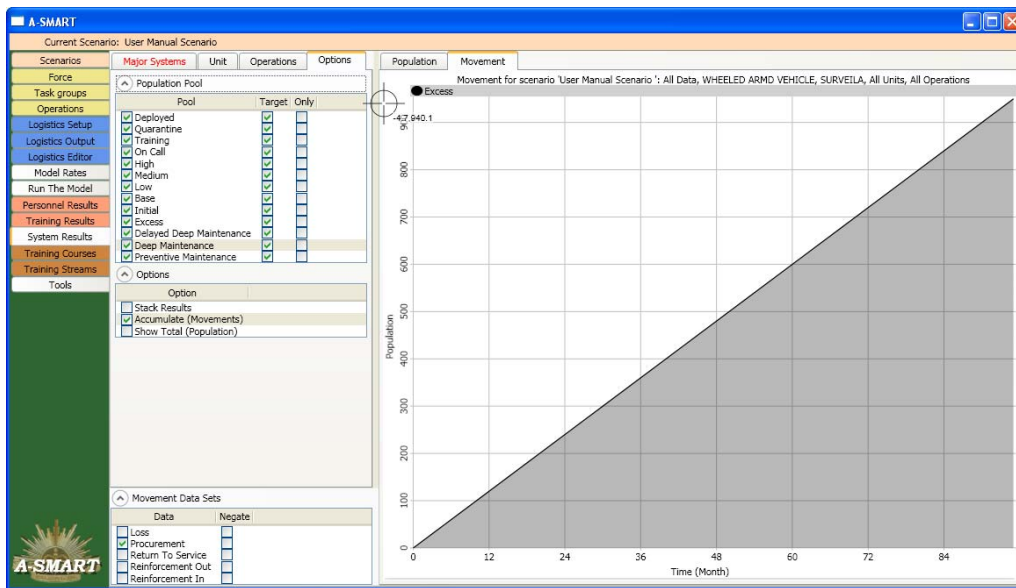 A-SMART
Current Scenario: User Manual Scenario
Scenarios
Force
Task groups
Operations
Logistics Setup
Logistics Output
Logistics Editor
Model Rates
Run The Model
Personnel Results
Training Results
System Results
Training Courses
Training Streams
Tools
A-SMART
Major Systems Unit Operations Options
Population Pool
Pool Target Only
Deployed
Quarantine
Training
On Call
High
Medium
Low
Base
Initial
Excess
Delayed Deep Maintenance
Deep Maintenance
Preventive Maintenance
Options
Option
Stack Results
Accumulate (Movements)
Show Total (Population)
Movement Data Sets
Data Negate
Loss
Procurement
Return To Service
Reinforcement Out
Reinforcement In
Population Movement
Movement for scenario 'User Manual Scenario ': All Data, WHEELED ARMD VEHICLE, SURVEILA, All Units, All Operations
Excess
-4.7,940.1
900
800
700
600
500
400
300
200
100
0
Population
0 12 24 36 48 60 72 84
Time (Month)